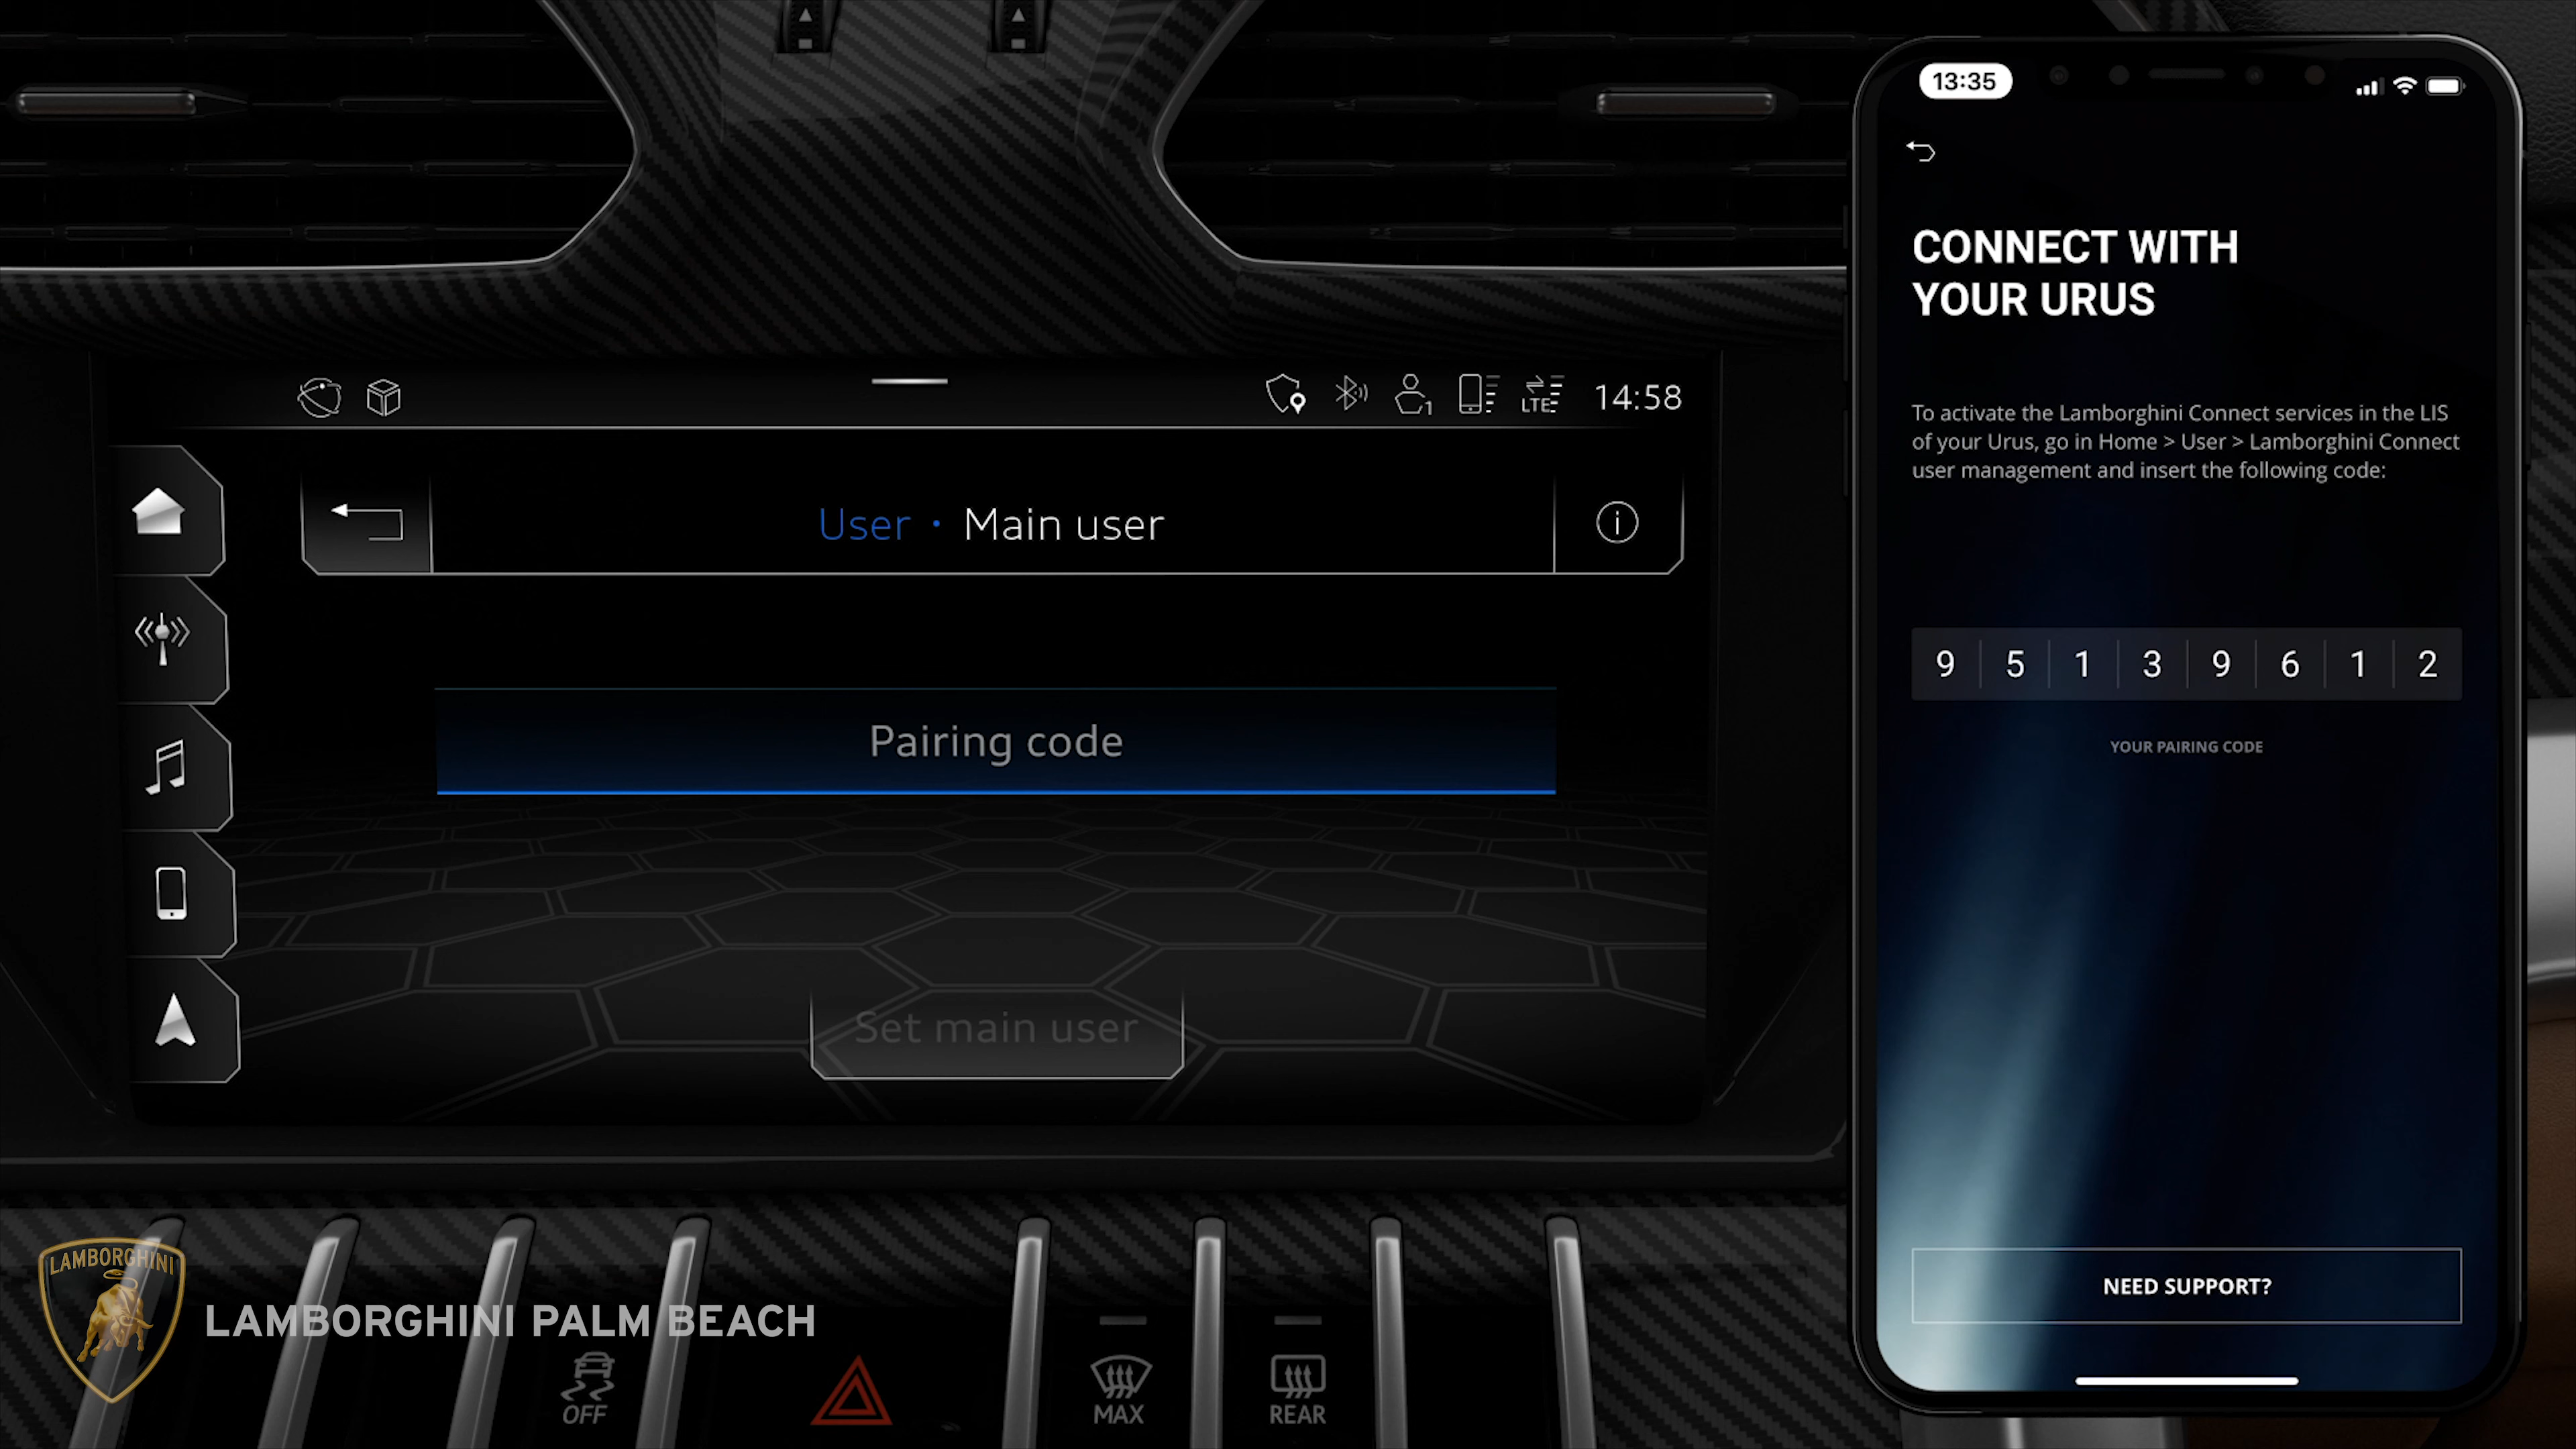 14:58
LTE
1
User • Main user
Pairing code
Set main user
LAMBORGHINI
LAMBORGHINI PALM BEACH
OFF
MAX
REAR
13:35
CONNECT WITH
YOUR URUS
To activate the Lamborghini Connect services in the LIS
of your Urus, go in Home > User > Lamborghini Connect
user management and insert the following code:
9 5 1 3 9 6 1 2
YOUR PAIRING CODE
NEED SUPPORT?